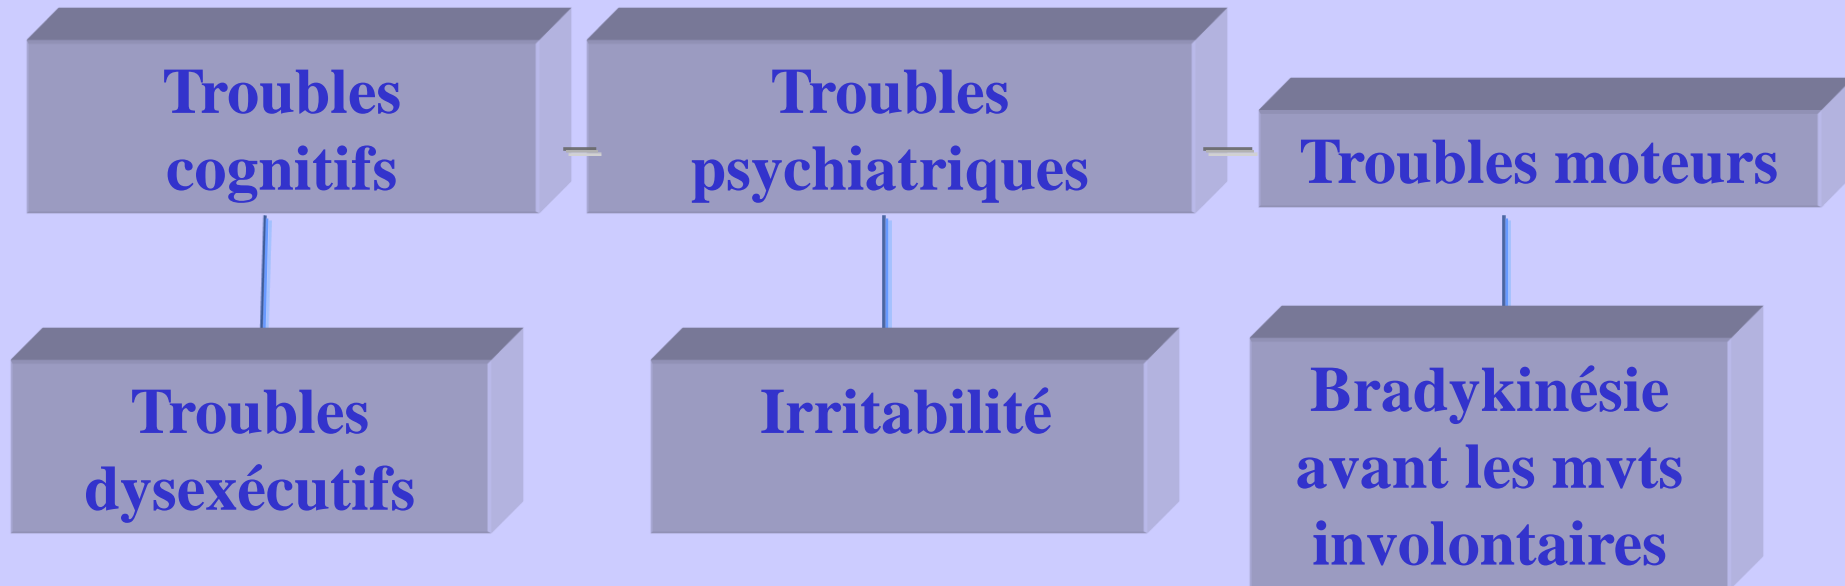 Troubles
cognitifs
Troubles
psychiatriques
Troubles moteurs
Troubles
dysexécutifs
Irritabilité
Bradykinésie
avant les mvts
involontaires